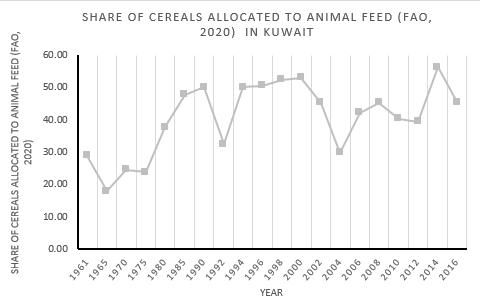 SHARE OF CEREALS ALLOCATED TO ANIMAL FEED (FAO,
2020) IN KUWAIT
SHARE OF CEREALS ALLOCATED TO ANIMAL FEED (FAO,
2020)
60.00
50.00
40.00
30.00
20.00
10.00
0.00
1961 1965 1970 1975 1980 1985 1990 1992 1994 1996 1998 2000 2002 2004 2006 2008 2010 2012 2014 2016
YEAR